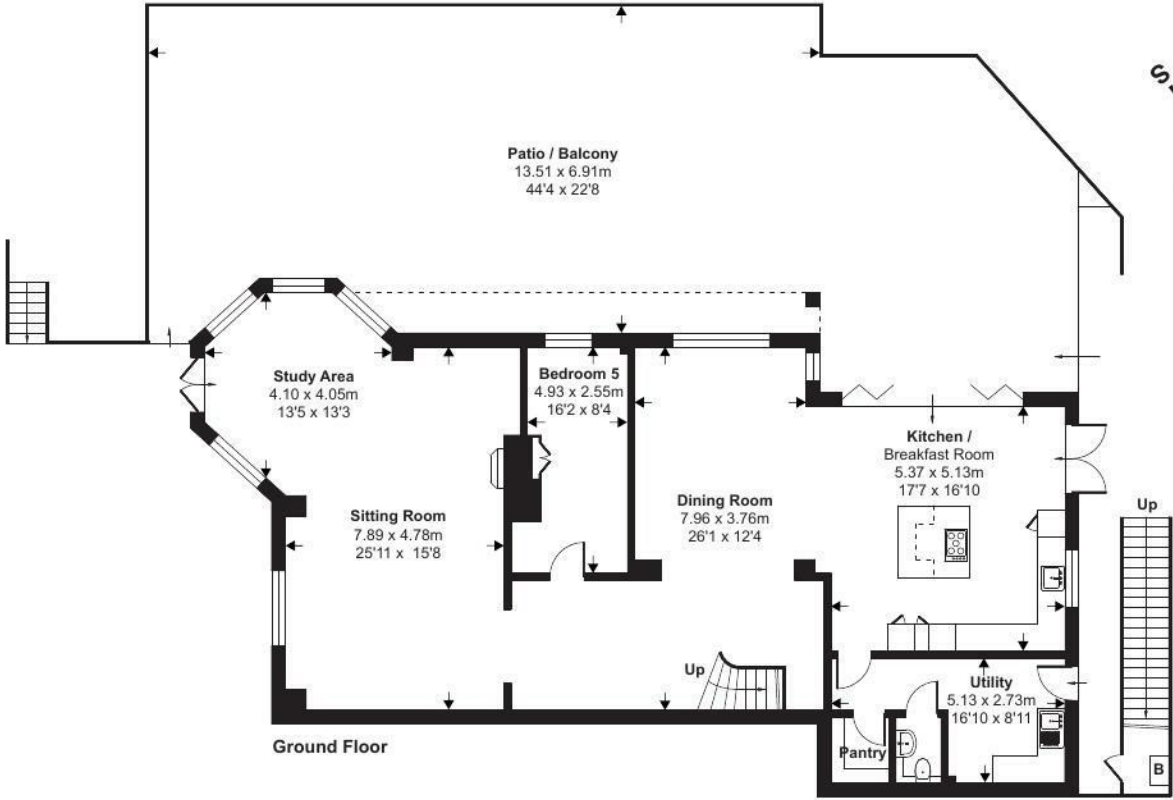 S
Patio / Balcony
13.51 x 6.91m
44'4 x 22'8
Study Area
4.10 x 4.05m
13'5 x 13'3
Bedroom 5
4.93 x 2.55m
16'2 x 8'4
Kitchen /
Breakfast Room
5.37 x 5.13m
17'7 x 16'10
Sitting Room
7.89 x 4.78m
25'11 x 15'8
Dining Room
7.96 x 3.76m
26'1 x 12'4
Up
Up
Utility
5.13 x 2.73m
16'10 x 8'11
Pantry
B
Ground Floor